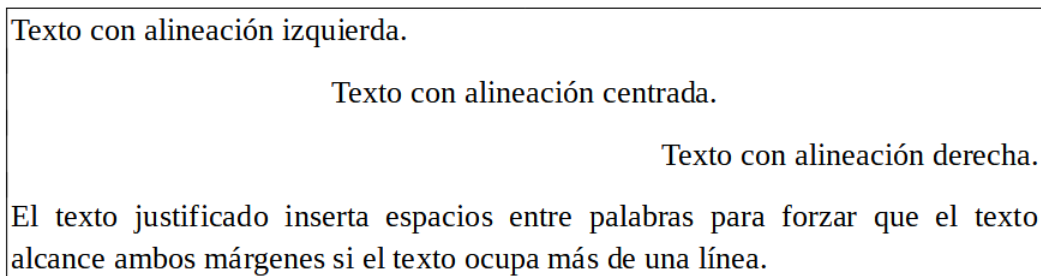 Texto con alineación izquierda.
Texto con alineación centrada.
Texto con alineación derecha.
El texto justificado inserta espacios entre palabras para forzar que el texto
alcance ambos márgenes si el texto ocupa más de una línea.